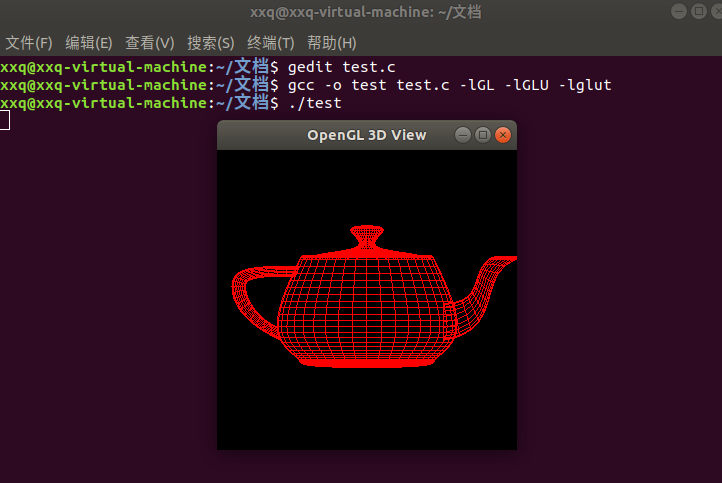 xxq@xxq-virtual-machine: ~/文档
文件(F) 编辑(E) 查看(V) 搜索(S) 终端(T) 帮助(H)
xxq@xxq-virtual-machine:~/文档$ gedit test.c
xxq@xxq-virtual-machine:~/文档$ gcc -o test test.c -lGL -lGLU -lglut
xxq@xxq-virtual-machine:~/文档$ ./test
OpenGL 3D View